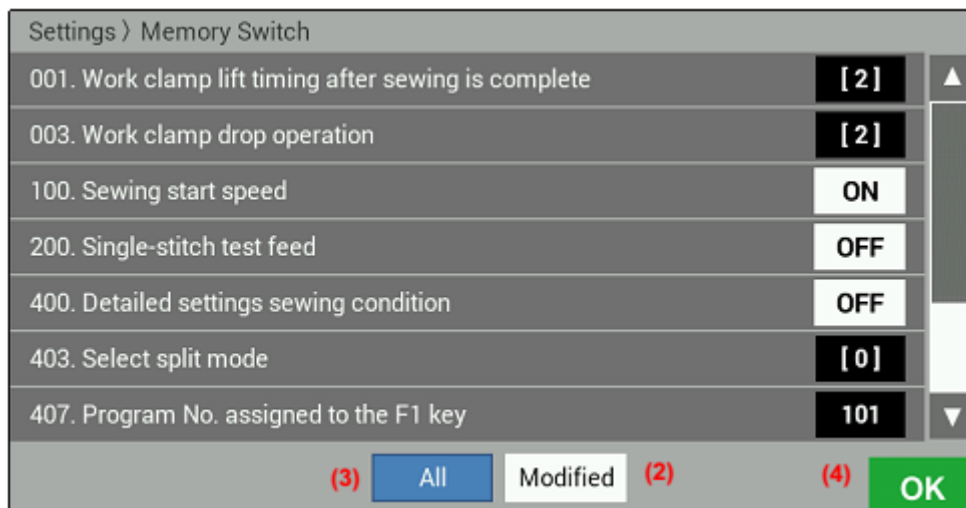 Settings 〉 Memory Switch
001. Work clamp lift timing after sewing is complete [ 2 ]
003. Work clamp drop operation [ 2 ]
100. Sewing start speed ON
200. Single-stitch test feed OFF
400. Detailed settings sewing condition OFF
403. Select split mode [ 0 ]
407. Program No. assigned to the F1 key 101
(3) All Modified (2) (4) OK